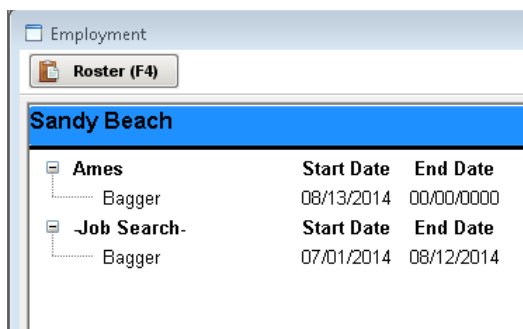 Employment
Roster (F4)
Sandy Beach
Ames Start Date End Date
Bagger 08/13/2014 00/00/0000
-Job Search- Start Date End Date
Bagger 07/01/2014 08/12/2014